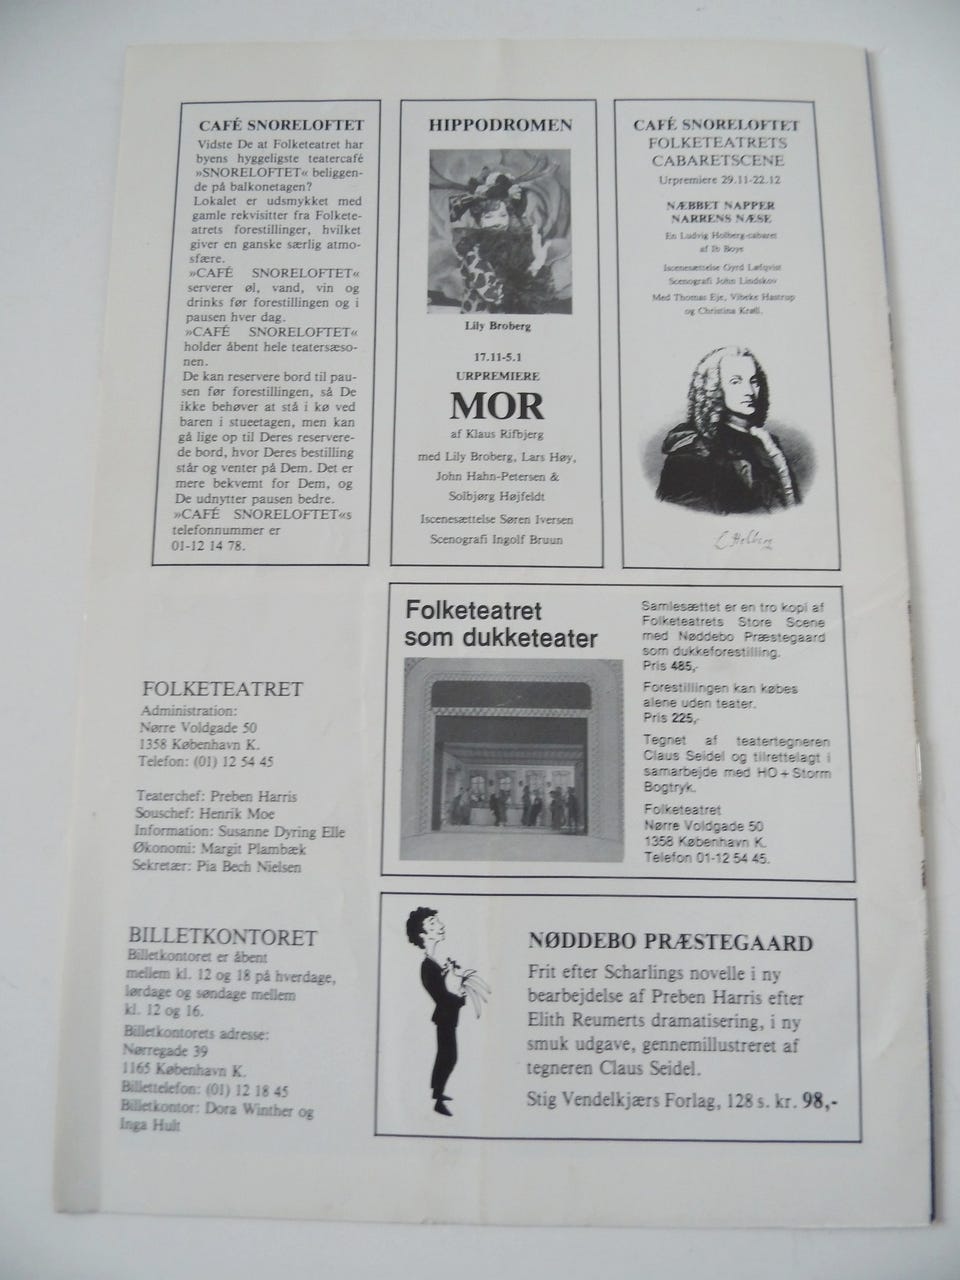 CAFÉ SNORELOFTET
Vidste De at Folketeatret har
byens hyggeligste teatercafé
»SNORELOFTET« beliggen-
de på balkonetagen?
Lokalet er udsmykket med
gamle rekvisitter fra Folkete-
atrets forestillinger, hvilket
giver en ganske særlig atmo-
sfære.
»CAFÉ SNORELOFTET«
serverer øl, vand, vin og
drinks før forestillingen og i
pausen hver dag.
»CAFÉ SNORELOFTET«
holder åbent hele teatersæso-
nen.
De kan reservere bord til pau-
sen før forestillingen, så De
ikke behøver at stå i kø ved
baren i stueetagen, men kan
gå lige op til Deres reservere-
de bord, hvor Deres bestilling
står og venter på Dem. Det er
mere bekvemt for Dem, og
De udnytter pausen bedre.
»CAFÉ SNORELOFTET«s
telefonnummer er
01-12 14 78.
HIPPODROMEN
Lily Broberg
17.11-5.1
URPREMIERE
MOR
af Klaus Rifbjerg
med Lily Broberg, Lars Høy,
John Hahn-Petersen &
Solbjørg Højfeldt
Iscenesættelse Søren Iversen
Scenografi Ingolf Bruun
CAFÉ SNORELOFTET
FOLKETEATRETS
CABARETSCENE
Urpremiere 29.11-22.12
NÆBBET NAPPER
NARRENS NÆSE
En Ludvig Holberg-cabaret
af Ib Boye
Iscenesættelse Gyrd Løfqvist
Scenografi John Lindskov
Med Thomas Eje, Vibeke Hastrup
og Christina Krøll.
L Holberg
FOLKETEATRET
Administration:
Nørre Voldgade 50
1358 København K.
Telefon: (01) 12 54 45
Teaterchef: Preben Harris
Souschef: Henrik Moe
Information: Susanne Dyring Elle
Økonomi: Margit Plambæk
Sekretær: Pia Bech Nielsen
BILLETKONTORET
Billetkontoret er åbent
mellem kl. 12 og 18 på hverdage,
lørdage og søndage mellem
kl. 12 og 16.
Billetkontorets adresse:
Nørregade 39
1165 København K.
Billettelefon: (01) 12 18 45
Billetkontor: Dora Winther og
Inga Hult
Folketeatret
som dukketeater
Samlesættet er en tro kopi af
Folketeatrets Store Scene
med Nøddebo Præstegaard
som dukkeforestilling.
Pris 485,-
Forestillingen kan købes
alene uden teater.
Pris 225,-
Tegnet af teatertegneren
Claus Seidel og tilrettelagt i
samarbejde med HO+Storm
Bogtryk.
Folketeatret
Nørre Voldgade 50
1358 København K.
Telefon 01-12 54 45.
NØDDEBO PRÆSTEGAARD
Frit efter Scharlings novelle i ny
bearbejdelse af Preben Harris efter
Elith Reumerts dramatisering, i ny
smuk udgave, gennemillustreret af
tegneren Claus Seidel.
Stig Vendelkjærs Forlag, 128 s. kr. 98,-